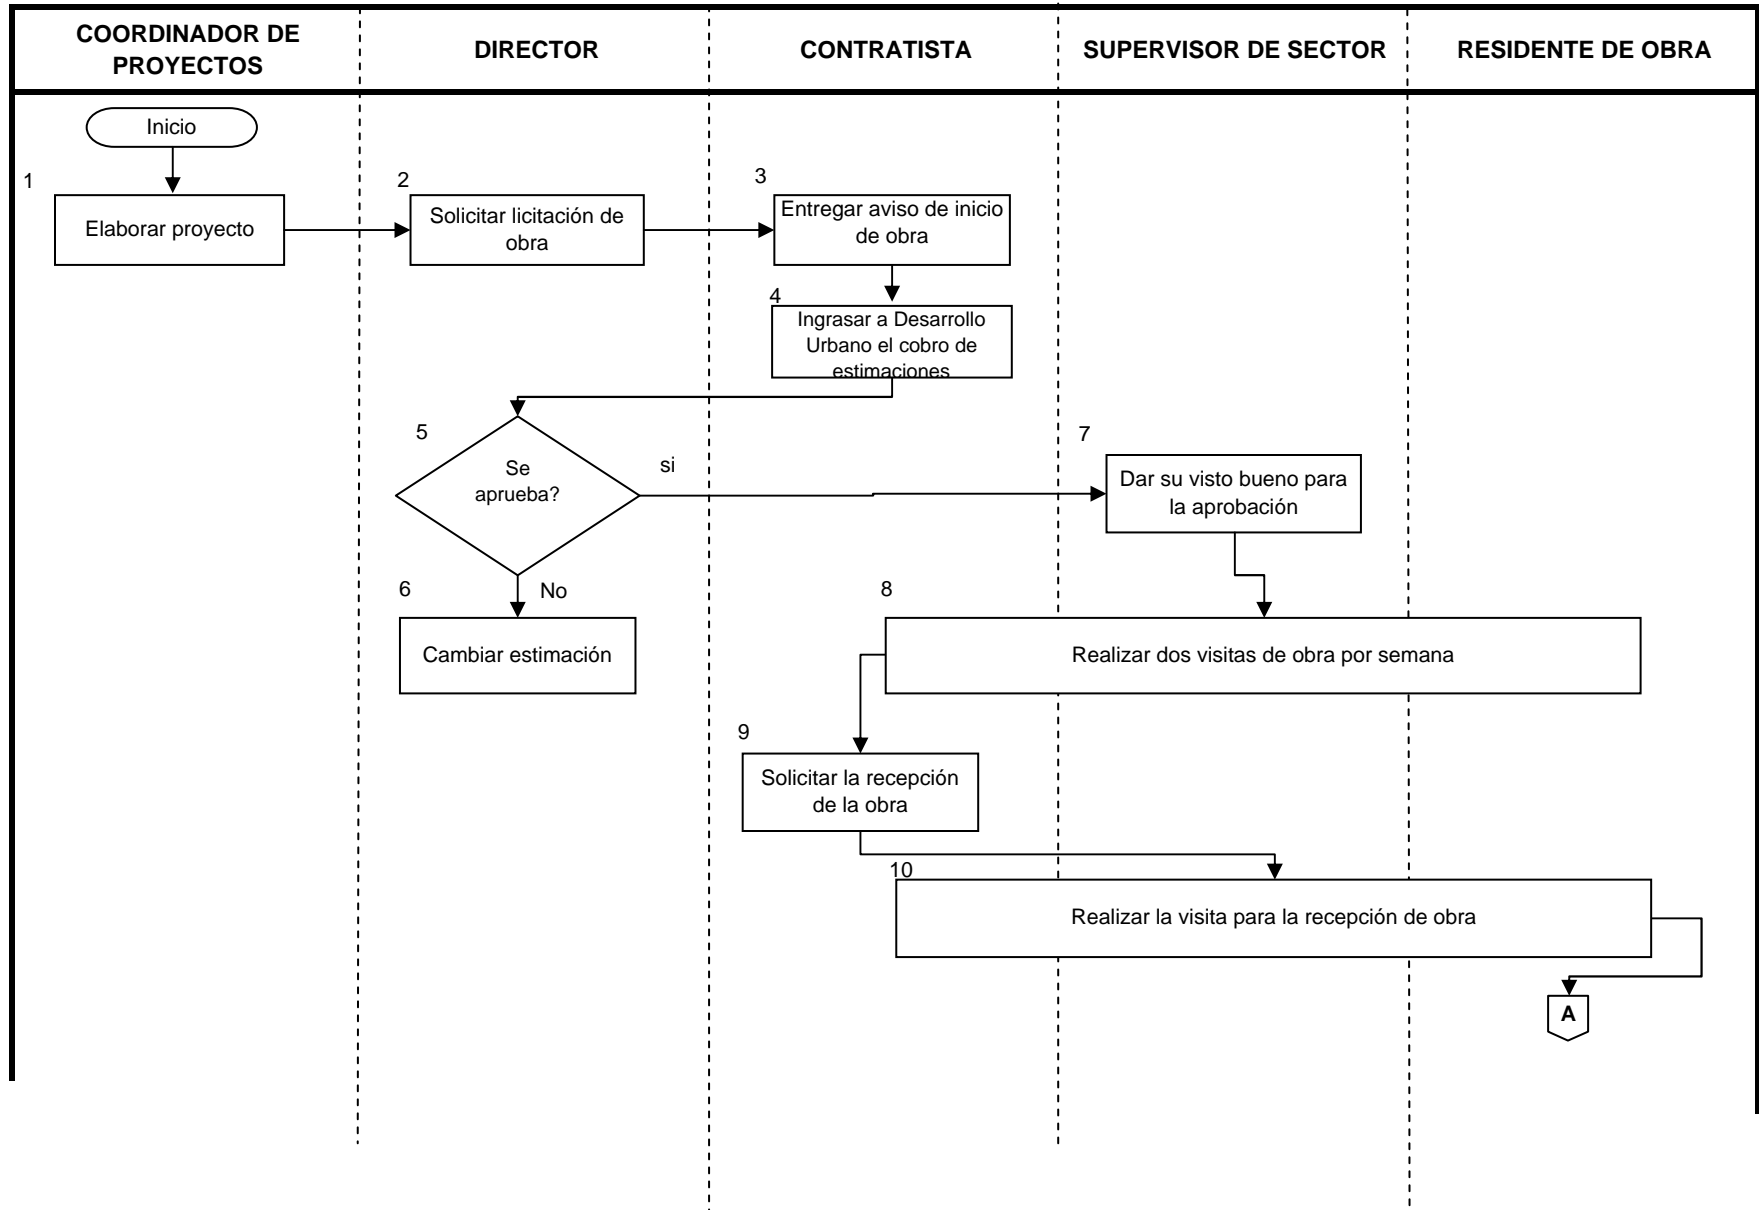 COORDINADOR DE
PROYECTOS
DIRECTOR
CONTRATISTA
SUPERVISOR DE SECTOR
RESIDENTE DE OBRA
Inicio
1
Elaborar proyecto
2
Solicitar licitación de
obra
3
Entregar aviso de inicio
de obra
4
Ingrasar a Desarrollo
Urbano el cobro de
estimaciones
5
Se
aprueba?
si
No
6
Cambiar estimación
7
Dar su visto bueno para
la aprobación
8
Realizar dos visitas de obra por semana
9
Solicitar la recepción
de la obra
10
Realizar la visita para la recepción de obra
A